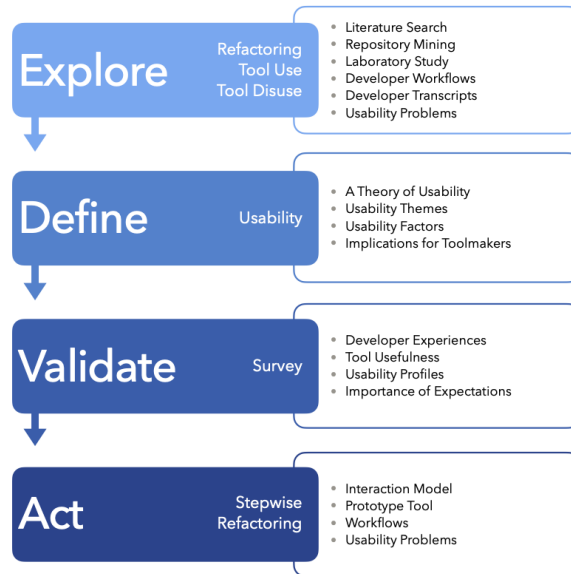 Explore
Refactoring
Tool Use
Tool Disuse
• Literature Search
• Repository Mining
• Laboratory Study
• Developer Workflows
• Developer Transcripts
• Usability Problems
Define
Usability
• A Theory of Usability
• Usability Themes
• Usability Factors
• Implications for Toolmakers
Validate
Survey
• Developer Experiences
• Tool Usefulness
• Usability Profiles
• Importance of Expectations
Act
Stepwise
Refactoring
• Interaction Model
• Prototype Tool
• Workflows
• Usability Problems